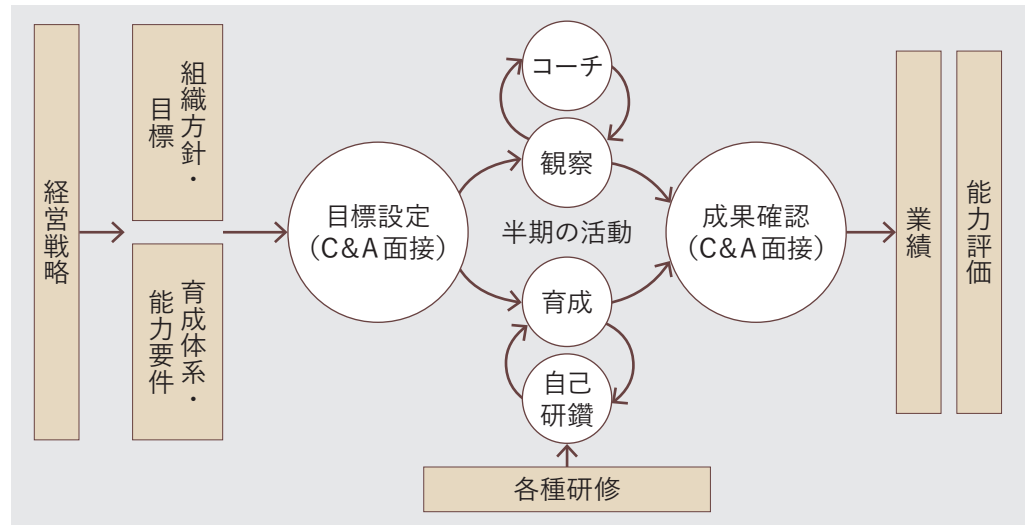 経営戦略
組織方針・
目標
育成体系・
能力要件
目標設定
（C&A面接）
コーチ
観察
半期の活動
育成
自己
研鑽
各種研修
成果確認
（C&A面接）
業績
能力評価